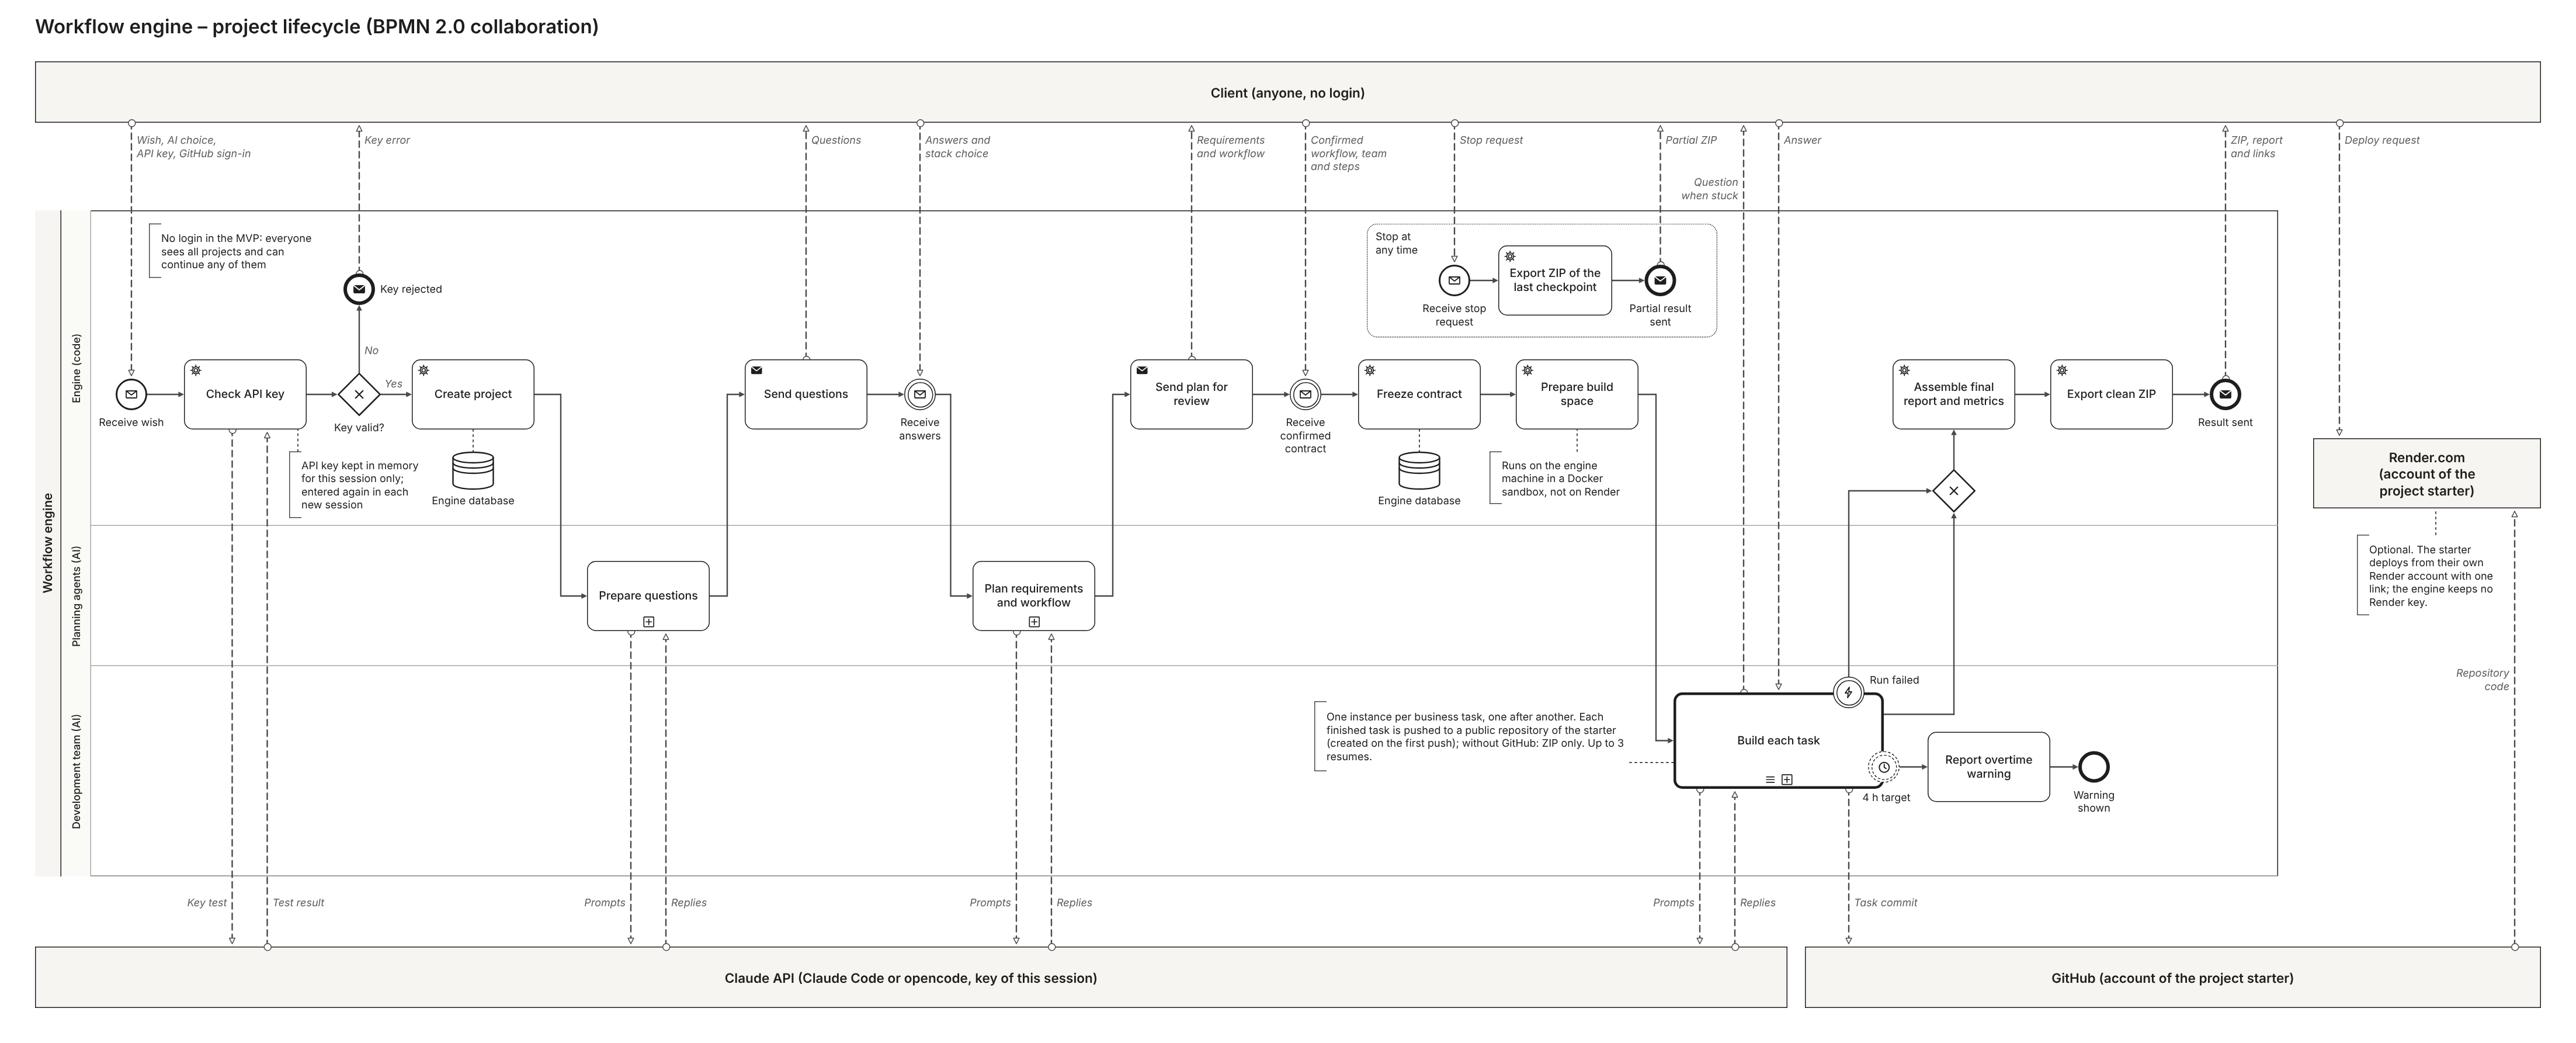 Workflow engine – project lifecycle (BPMN 2.0 collaboration)
Client (anyone, no login)
Wish, AI choice,
API key, GitHub sign-in
Key error
Questions
Answers and
stack choice
Requirements
and workflow
Confirmed
workflow, team
and steps
Stop request
Partial ZIP
Question
when stuck
Answer
ZIP, report
and links
Deploy request
Workflow engine
Engine (code)
No login in the MVP: everyone
sees all projects and can
continue any of them
Key rejected
Stop at
any time
Receive stop
request
Export ZIP of the
last checkpoint
Partial result
sent
Receive wish
Check API key
No
Yes
Key valid?
Create project
API key kept in memory
for this session only;
entered again in each
new session
Engine database
Send questions
Receive
answers
Send plan for
review
Receive
confirmed
contract
Freeze contract
Engine database
Prepare build
space
Runs on the engine
machine in a Docker
sandbox, not on Render
Assemble final
report and metrics
Export clean ZIP
Result sent
Render.com
(account of the
project starter)
Optional. The starter
deploys from their own
Render account with one
link; the engine keeps no
Render key.
Planning agents (AI)
Prepare questions
Plan requirements
and workflow
Development team (AI)
One instance per business task, one after another. Each
finished task is pushed to a public repository of the starter
(created on the first push); without GitHub: ZIP only. Up to 3
resumes.
Build each task
Run failed
4 h target
Report overtime
warning
Warning
shown
Repository
code
Key test
Test result
Prompts
Replies
Prompts
Replies
Prompts
Replies
Task commit
Claude API (Claude Code or opencode, key of this session)
GitHub (account of the project starter)